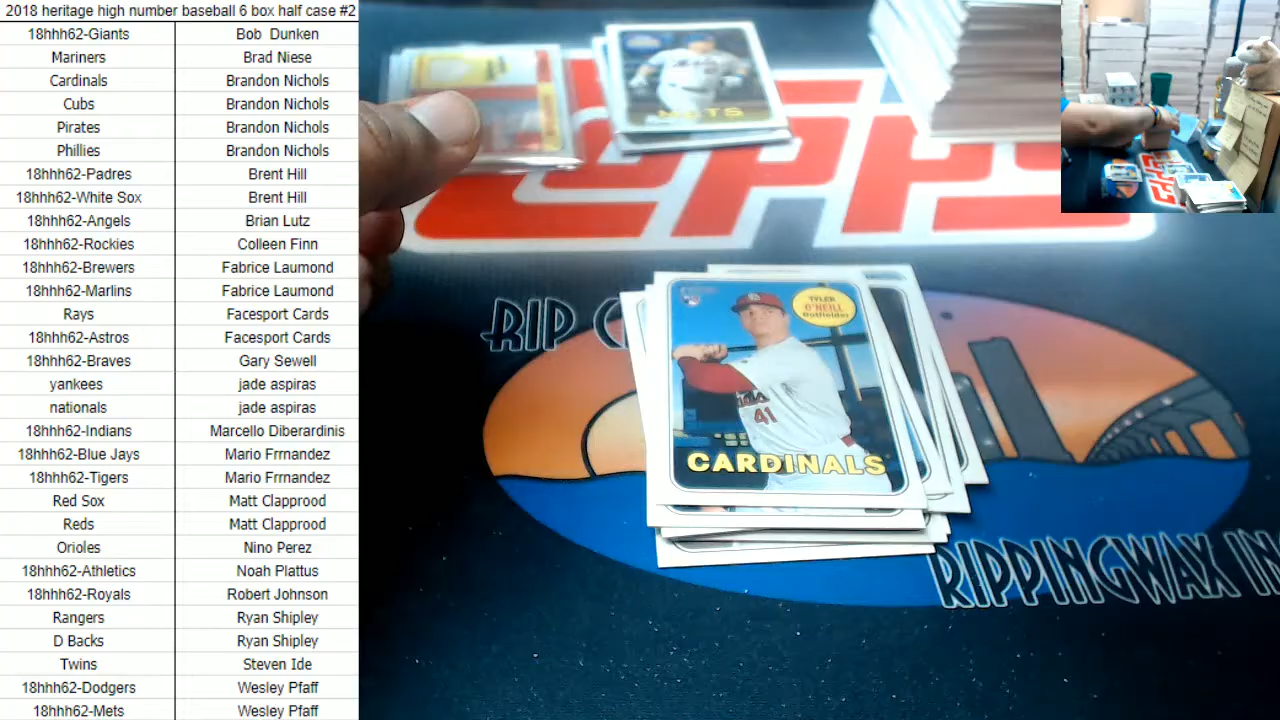 2018 heritage high number baseball 6 box half case #2
18hhh62-Giants Bob Dunken
Mariners Brad Niese
Cardinals Brandon Nichols
Cubs Brandon Nichols
Pirates Brandon Nichols
Phillies Brandon Nichols
18hhh62-Padres Brent Hill
18hhh62-White Sox Brent Hill
18hhh62-Angels Brian Lutz
18hhh62-Rockies Colleen Finn
18hhh62-Brewers Fabrice Laumond
18hhh62-Marlins Fabrice Laumond
Rays Facesport Cards
18hhh62-Astros Facesport Cards
18hhh62-Braves Gary Sewell
yankees jade aspiras
nationals jade aspiras
18hhh62-Indians Marcello Diberardinis
18hhh62-Blue Jays Mario Frrnandez
18hhh62-Tigers Mario Frrnandez
Red Sox Matt Clapprood
Reds Matt Clapprood
Orioles Nino Perez
18hhh62-Athletics Noah Plattus
18hhh62-Royals Robert Johnson
Rangers Ryan Shipley
D Backs Ryan Shipley
Twins Steven Ide
18hhh62-Dodgers Wesley Pfaff
18hhh62-Mets Wesley Pfaff
METS
RIP C
TYLER
O'NEILL
Outfielder
41
CARDINALS
RIPPINGWAX IN